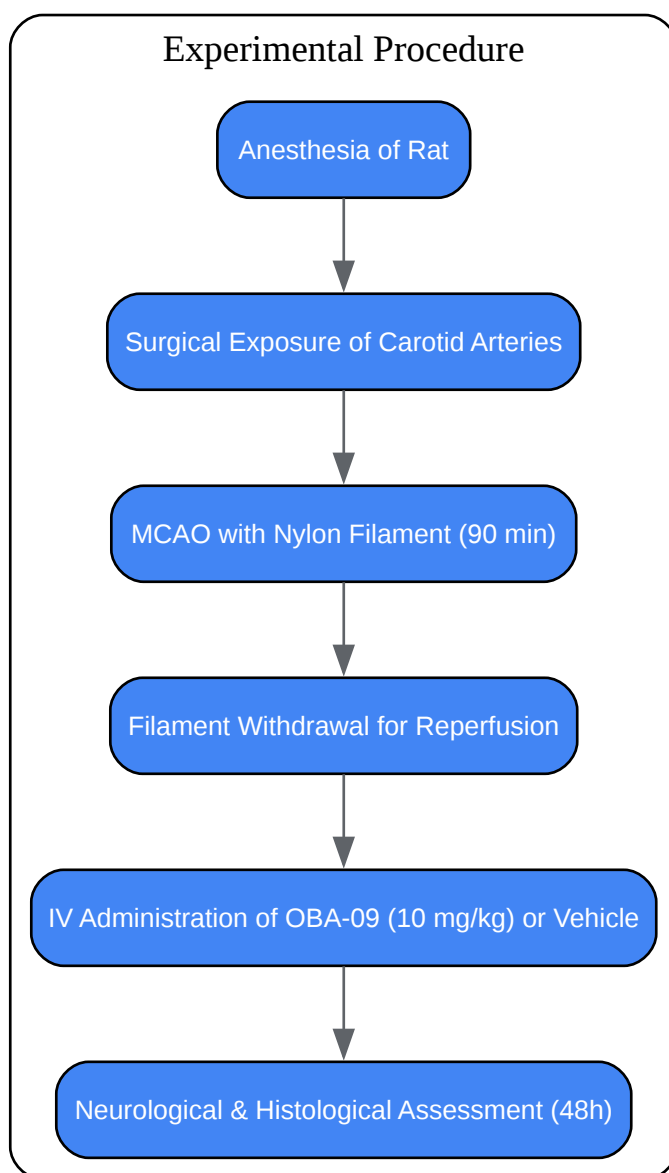 Experimental Procedure
Anesthesia of Rat
Surgical Exposure of Carotid Arteries
MCAO with Nylon Filament (90 min)
Filament Withdrawal for Reperfusion
IV Administration of OBA-09 (10 mg/kg) or Vehicle
Neurological & Histological Assessment (48h)